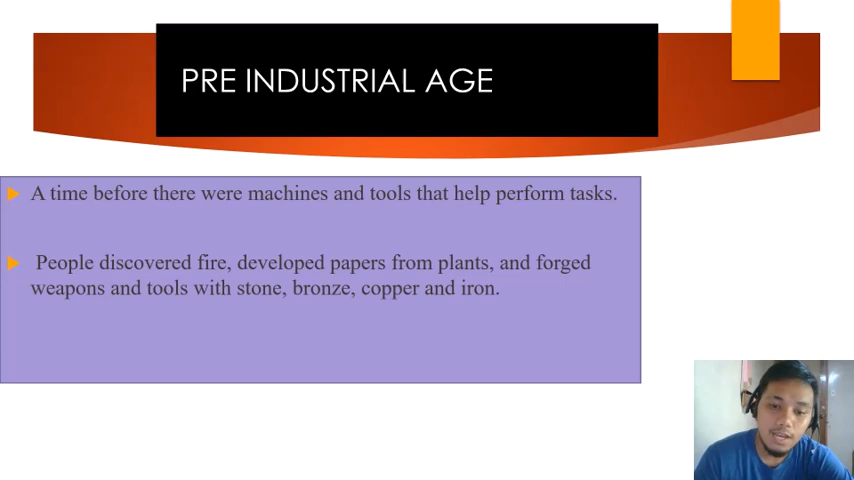 PRE INDUSTRIAL AGE
A time before there were machines and tools that help perform tasks.
People discovered fire, developed papers from plants, and forged
weapons and tools with stone, bronze, copper and iron.